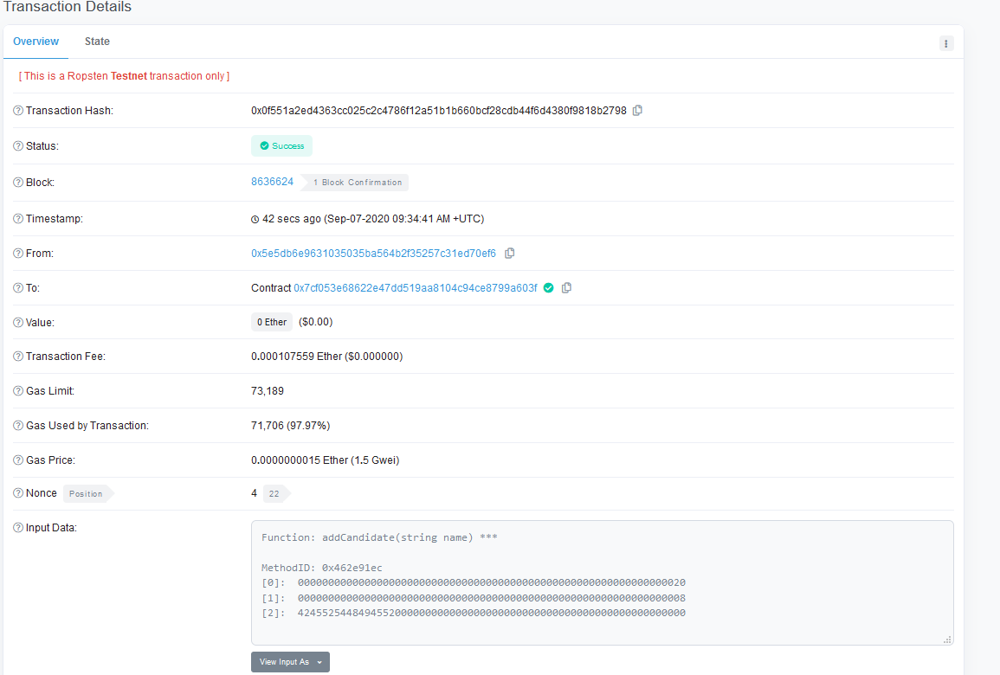 Transaction Details
Overview State
[ This is a Ropsten Testnet transaction only ]
Transaction Hash: 0x0f551a2ed4363cc025c2c4786f12a51b1b660bcf28cdb44f6d4380f9818b2798
Status: Success
Block: 8636624 1 Block Confirmation
Timestamp: 42 secs ago (Sep-07-2020 09:34:41 AM +UTC)
From: 0x5e5db6e9631035035ba564b2f35257c31ed70ef6
To: Contract 0x7cf053e68622e47dd519aa8104c94ce8799a603f
Value: 0 Ether ($0.00)
Transaction Fee: 0.000107559 Ether ($0.000000)
Gas Limit: 73,189
Gas Used by Transaction: 71,706 (97.97%)
Gas Price: 0.0000000015 Ether (1.5 Gwei)
Nonce Position 4 22
Input Data:
Function: addCandidate(string name) ***
MethodID: 0x462e91ec
[0]: 0000000000000000000000000000000000000000000000000000000000000020
[1]: 0000000000000000000000000000000000000000000000000000000000000008
[2]: 4245525448494552000000000000000000000000000000000000000000000000
View Input As